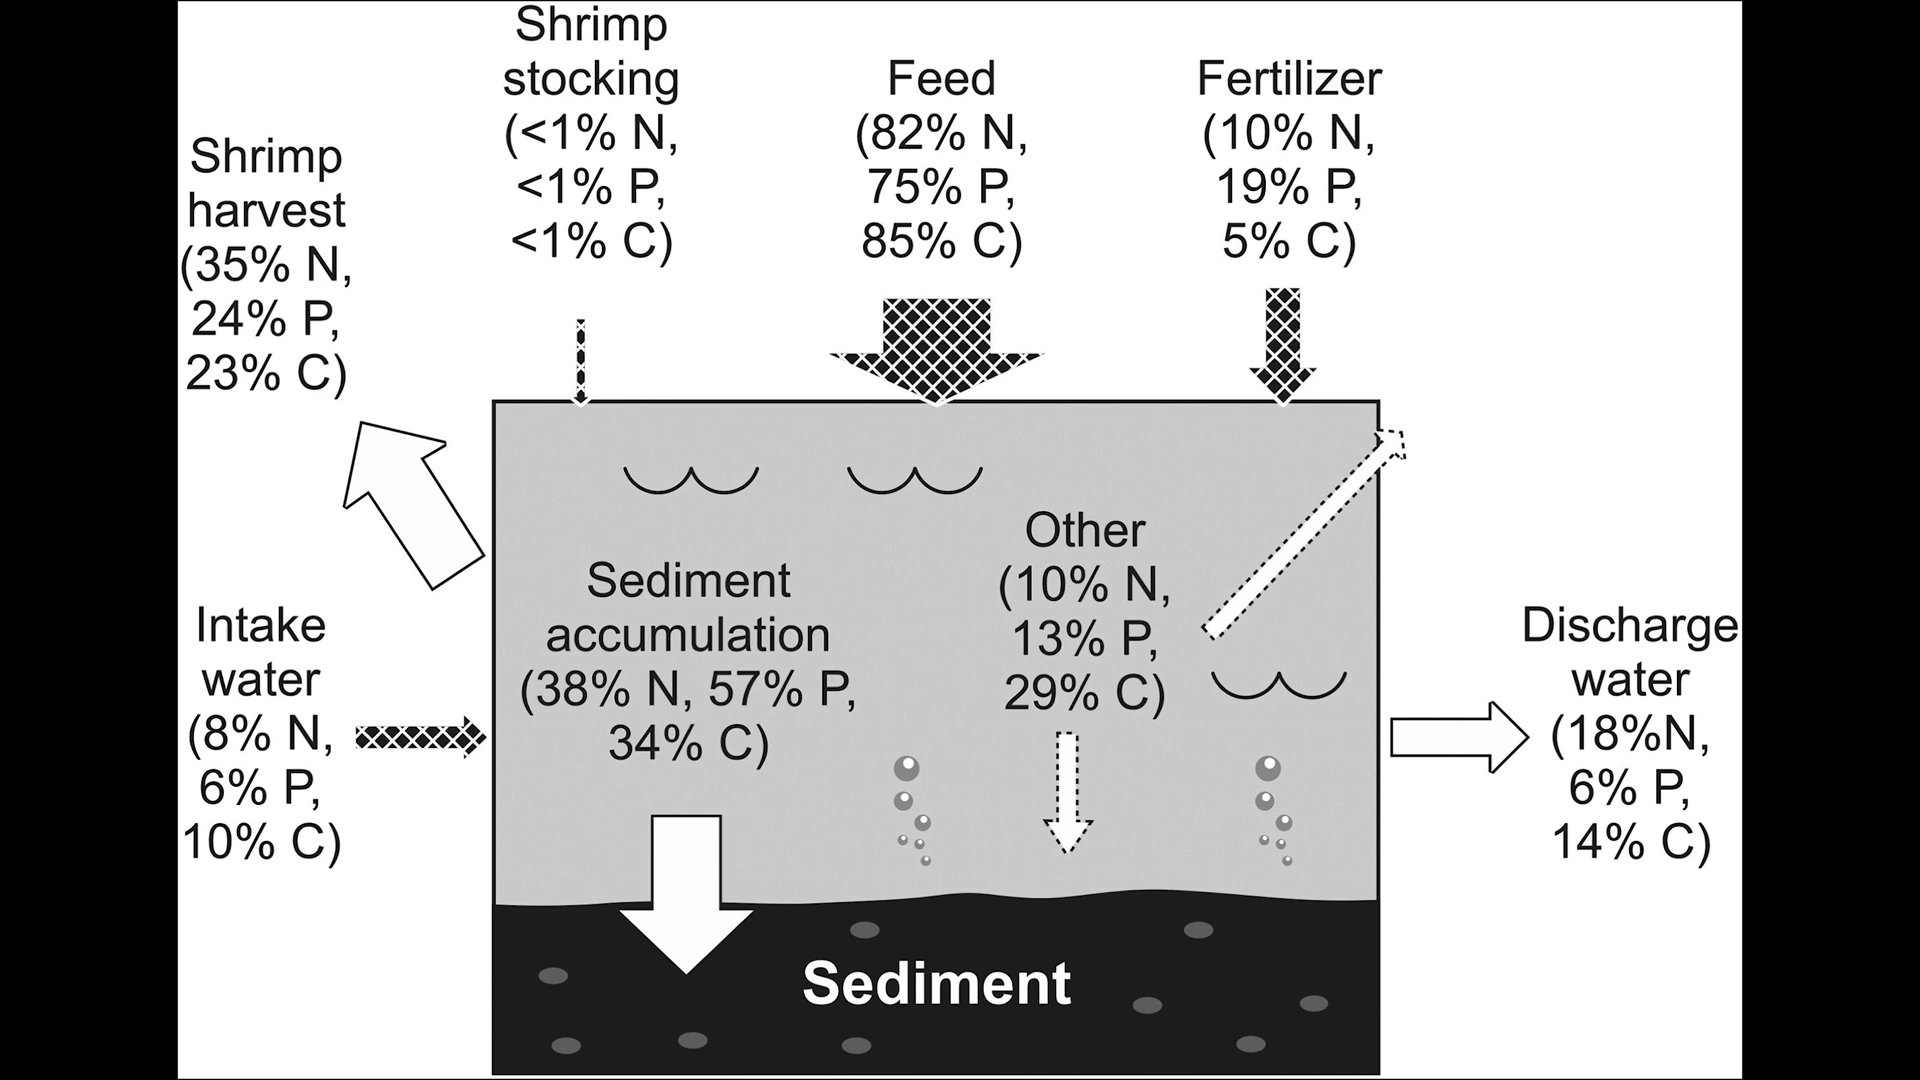 Shrimp
stocking
(<1% N,
<1% P,
<1% C)
Feed
(82% N,
75% P,
85% C)
Fertilizer
(10% N,
19% P,
5% C)
Shrimp
harvest
(35% N,
24% P,
23% C)
Intake
water
(8% N,
6% P,
10% C)
Sediment
accumulation
(38% N, 57% P,
34% C)
Other
(10% N,
13% P,
29% C)
Discharge
water
(18%N,
6% P,
14% C)
Sediment